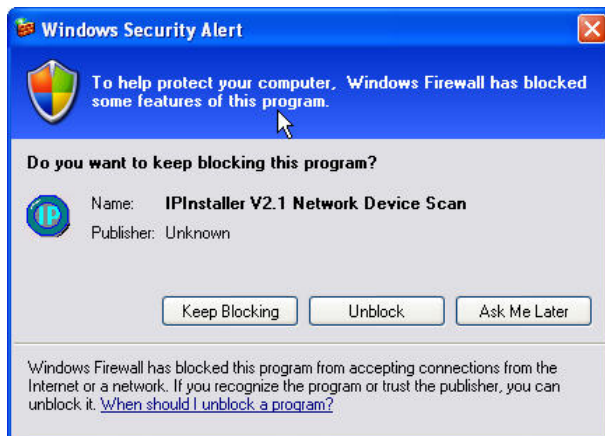 Windows Security Alert
To help protect your computer, Windows Firewall has blocked
some features of this program.
Do you want to keep blocking this program?
IP
Name: IPInstaller V2.1 Network Device Scan
Publisher: Unknown
Keep Blocking Unblock Ask Me Later
Windows Firewall has blocked this program from accepting connections from the
Internet or a network. If you recognize the program or trust the publisher, you can
unblock it. When should I unblock a program?